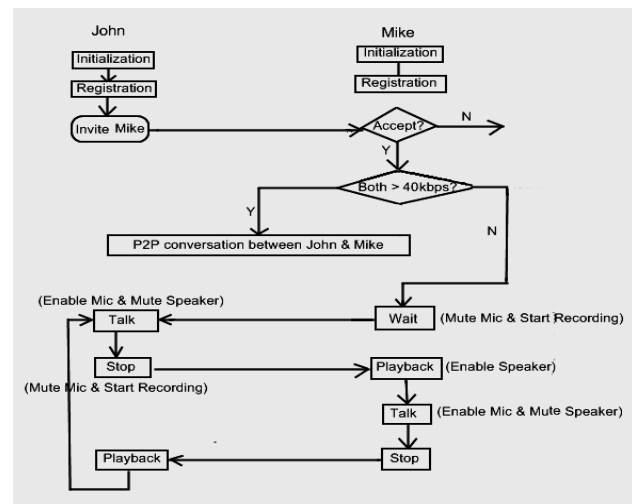 John
Mike
Initialization
Initialization
Registration
Registration
Invite Mike
Accept?
N
Y
Both > 40kbps?
Y
N
P2P conversation between John & Mike
(Enable Mic & Mute Speaker)
Talk
Wait
(Mute Mic & Start Recording)
Stop
Playback
(Enable Speaker)
(Mute Mic & Start Recording)
Talk
(Enable Mic & Mute Speaker)
Playback
Stop